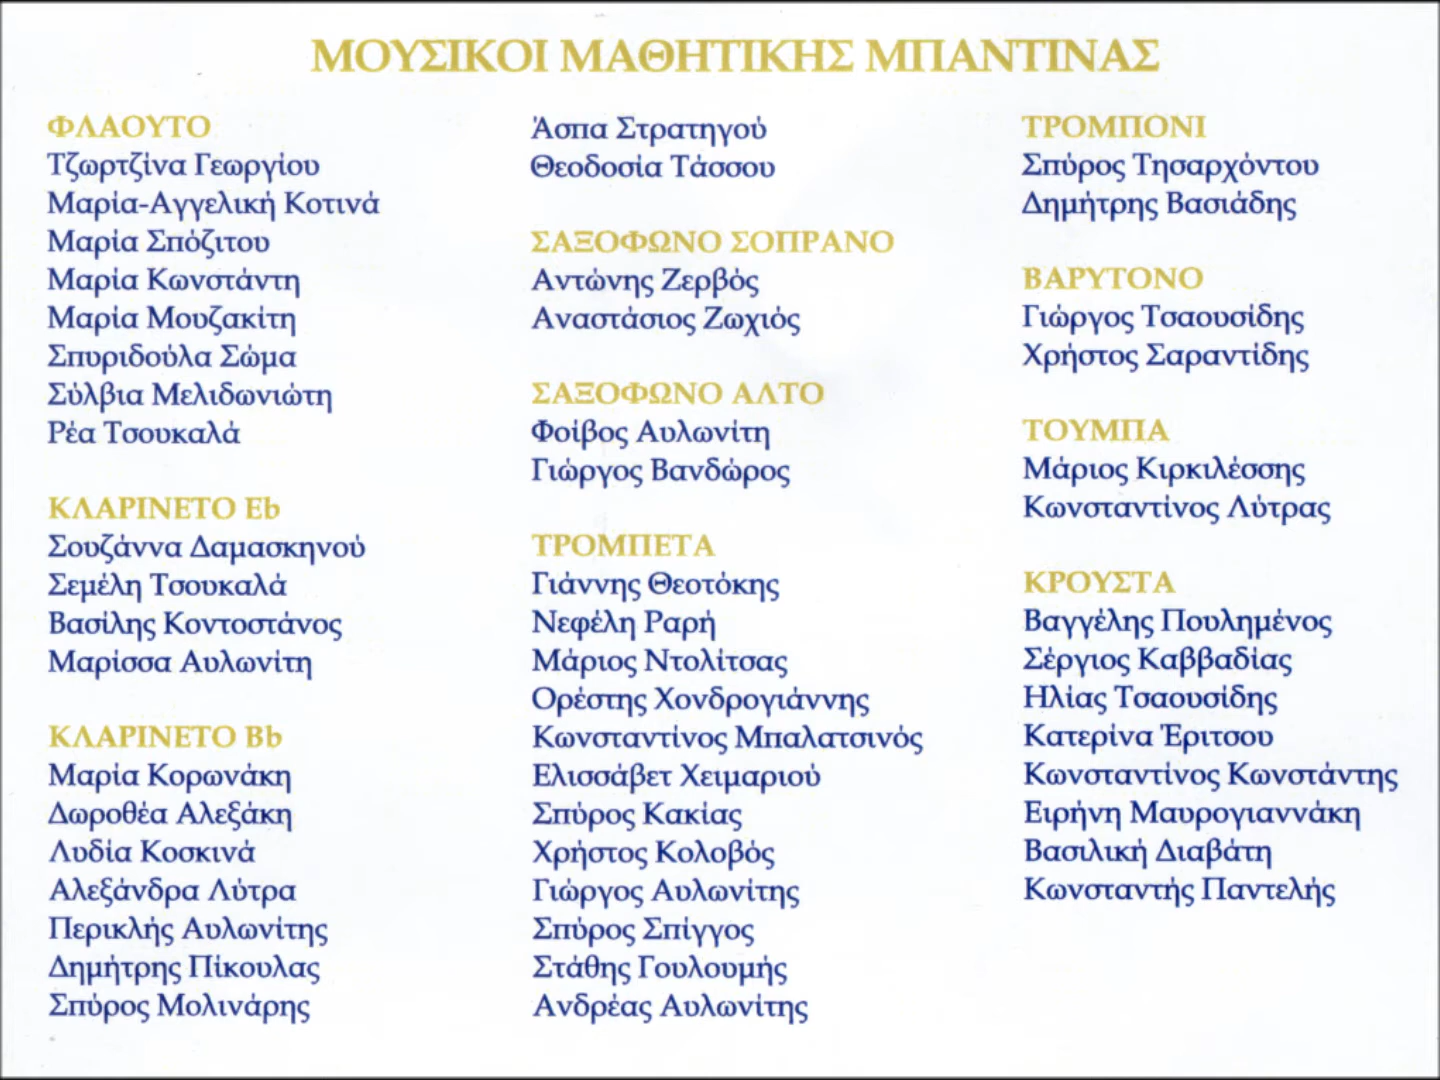 ΜΟΥΣΙΚΟΙ ΜΑΘΗΤΙΚΗΣ ΜΠΑΝΤΙΝΑΣ
ΦΛΑΟΥΤΟ
Τζωρτζίνα Γεωργίου
Μαρία-Αγγελική Κοτινά
Μαρία Σπόζιτου
Μαρία Κωνστάντη
Μαρία Μουζακίτη
Σπυριδούλα Σώμα
Σύλβια Μελιδωνιώτη
Ρέα Τσουκαλά
ΚΛΑΡΙΝΕΤΟ Eb
Σουζάννα Δαμασκηνού
Σεμέλη Τσουκαλά
Βασίλης Κοντοστάνος
Μαρίσσα Αυλωνίτη
ΚΛΑΡΙΝΕΤΟ Bb
Μαρία Κορωνάκη
Δωροθέα Αλεξάκη
Λυδία Κοσκινά
Αλεξάνδρα Λύτρα
Περικλής Αυλωνίτης
Δημήτρης Πίκουλας
Σπύρος Μολινάρης
Άσπα Στρατηγού
Θεοδοσία Τάσσου
ΣΑΞΟΦΩΝΟ ΣΟΠΡΑΝΟ
Αντώνης Ζερβός
Αναστάσιος Ζωχιός
ΣΑΞΟΦΩΝΟ ΑΛΤΟ
Φοίβος Αυλωνίτη
Γιώργος Βανδώρος
ΤΡΟΜΠΕΤΑ
Γιάννης Θεοτόκης
Νεφέλη Ραρή
Μάριος Ντολίτσας
Ορέστης Χονδρογιάννης
Κωνσταντίνος Μπαλατσινός
Ελισσάβετ Χειμαριού
Σπύρος Κακίας
Χρήστος Κολοβός
Γιώργος Αυλωνίτης
Σπύρος Σπίγγος
Στάθης Γουλουμής
Ανδρέας Αυλωνίτης
ΤΡΟΜΠΟΝΙ
Σπύρος Τησαρχόντου
Δημήτρης Βασιάδης
ΒΑΡΥΤΟΝΟ
Γιώργος Τσαουσίδης
Χρήστος Σαραντίδης
ΤΟΥΜΠΑ
Μάριος Κιρκιλέσσης
Κωνσταντίνος Λύτρας
ΚΡΟΥΣΤΑ
Βαγγέλης Πουλημένος
Σέργιος Καββαδίας
Ηλίας Τσαουσίδης
Κατερίνα Έριτσου
Κωνσταντίνος Κωνστάντης
Ειρήνη Μαυρογιαννάκη
Βασιλική Διαβάτη
Κωνσταντής Παντελής